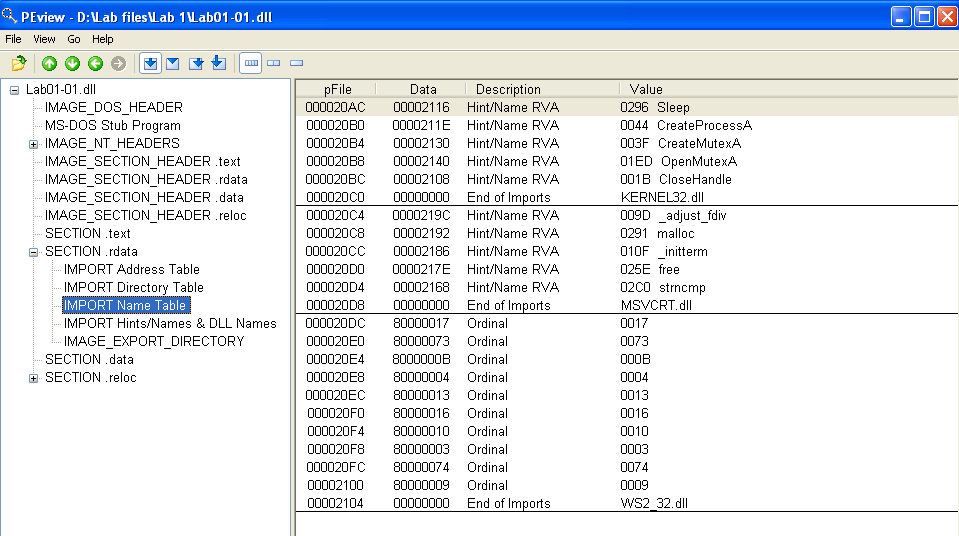 PEview - D:\Lab files\Lab 1\Lab01-01.dll
File View Go Help
Lab01-01.dll
IMAGE_DOS_HEADER
MS-DOS Stub Program
IMAGE_NT_HEADERS
IMAGE_SECTION_HEADER .text
IMAGE_SECTION_HEADER .rdata
IMAGE_SECTION_HEADER .data
IMAGE_SECTION_HEADER .reloc
SECTION .text
SECTION .rdata
IMPORT Address Table
IMPORT Directory Table
IMPORT Name Table
IMPORT Hints/Names & DLL Names
IMAGE_EXPORT_DIRECTORY
SECTION .data
SECTION .reloc
pFile Data Description Value
000020AC 00002116 Hint/Name RVA 0296 Sleep
000020B0 0000211E Hint/Name RVA 0044 CreateProcessA
000020B4 00002130 Hint/Name RVA 003F CreateMutexA
000020B8 00002140 Hint/Name RVA 01ED OpenMutexA
000020BC 00002108 Hint/Name RVA 001B CloseHandle
000020C0 00000000 End of Imports KERNEL32.dll
000020C4 0000219C Hint/Name RVA 009D _adjust_fdiv
000020C8 00002192 Hint/Name RVA 0291 malloc
000020CC 00002186 Hint/Name RVA 010F _initterm
000020D0 0000217E Hint/Name RVA 025E free
000020D4 00002168 Hint/Name RVA 02C0 strncmp
000020D8 00000000 End of Imports MSVCRT.dll
000020DC 80000017 Ordinal 0017
000020E0 80000073 Ordinal 0073
000020E4 8000000B Ordinal 000B
000020E8 80000004 Ordinal 0004
000020EC 80000013 Ordinal 0013
000020F0 80000016 Ordinal 0016
000020F4 80000010 Ordinal 0010
000020F8 80000003 Ordinal 0003
000020FC 80000074 Ordinal 0074
00002100 80000009 Ordinal 0009
00002104 00000000 End of Imports WS2_32.dll